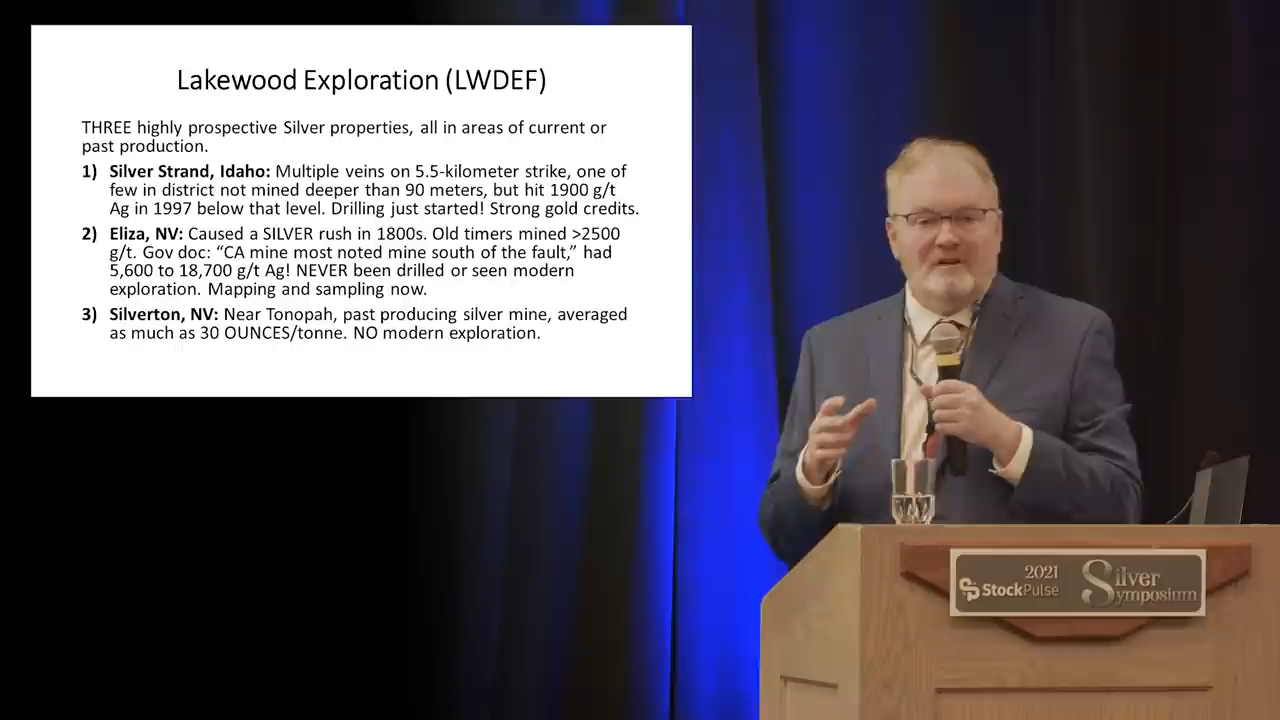 Lakewood Exploration (LWDEF)
THREE highly prospective Silver properties, all in areas of current or
past production.
1) Silver Strand, Idaho: Multiple veins on 5.5-kilometer strike, one of
few in district not mined deeper than 90 meters, but hit 1900 g/t
Ag in 1997 below that level. Drilling just started! Strong gold credits.
2) Eliza, NV: Caused a SILVER rush in 1800s. Old timers mined >2500
g/t. Gov doc: “CA mine most noted mine south of the fault,” had
5,600 to 18,700 g/t Ag! NEVER been drilled or seen modern
exploration. Mapping and sampling now.
3) Silverton, NV: Near Tonopah, past producing silver mine, averaged
as much as 30 OUNCES/tonne. NO modern exploration.
2021
StockPulse
Silver
Symposium